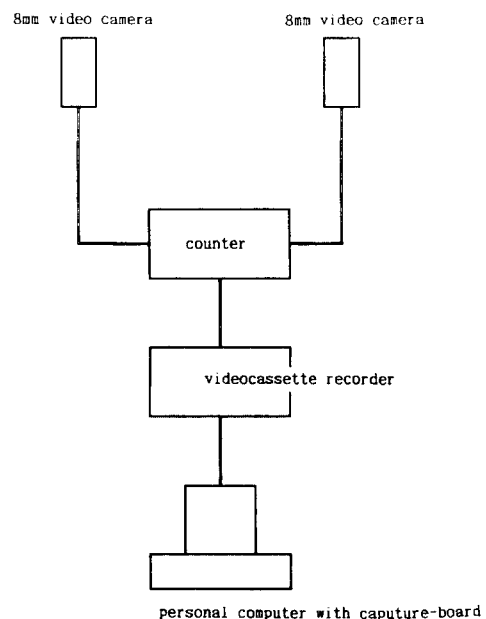 8mm video camera
8mm video camera
counter
videocassette recorder
personal computer with caputure-board